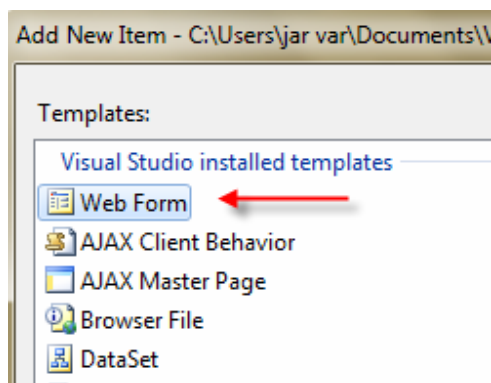 Add New Item - C:\Users\jar var\Documents\V
Templates:
Visual Studio installed templates
Web Form
AJAX Client Behavior
AJAX Master Page
Browser File
DataSet